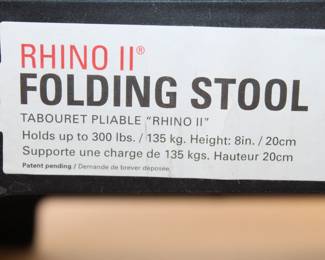 RHINO II®
FOLDING STOOL
TABOURET PLIABLE "RHINO II"
Holds up to 300 lbs. / 135 kg. Height: 8in. / 20cm
Supporte une charge de 135 kgs. Hauteur 20cm
Patent pending / Demande de brever déposée